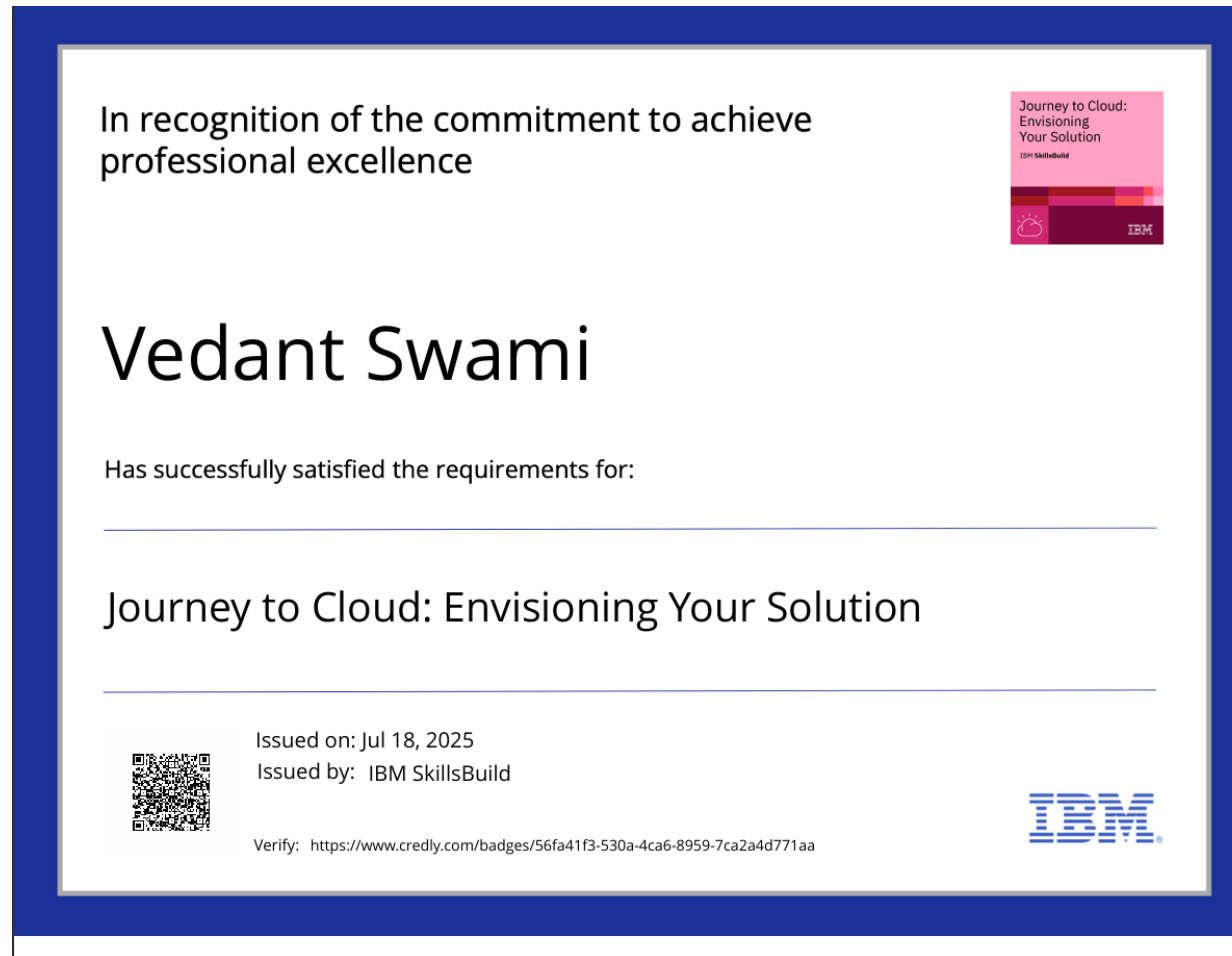 In recognition of the commitment to achieve
professional excellence
Journey to Cloud:
Envisioning
Your Solution
IBM SkillsBuild
IBM
Vedant Swami
Has successfully satisfied the requirements for:
Journey to Cloud: Envisioning Your Solution
Issued on: Jul 18, 2025
Issued by: IBM SkillsBuild
Verify: https://www.credly.com/badges/56fa41f3-530a-4ca6-8959-7ca2a4d771aa
IBM®